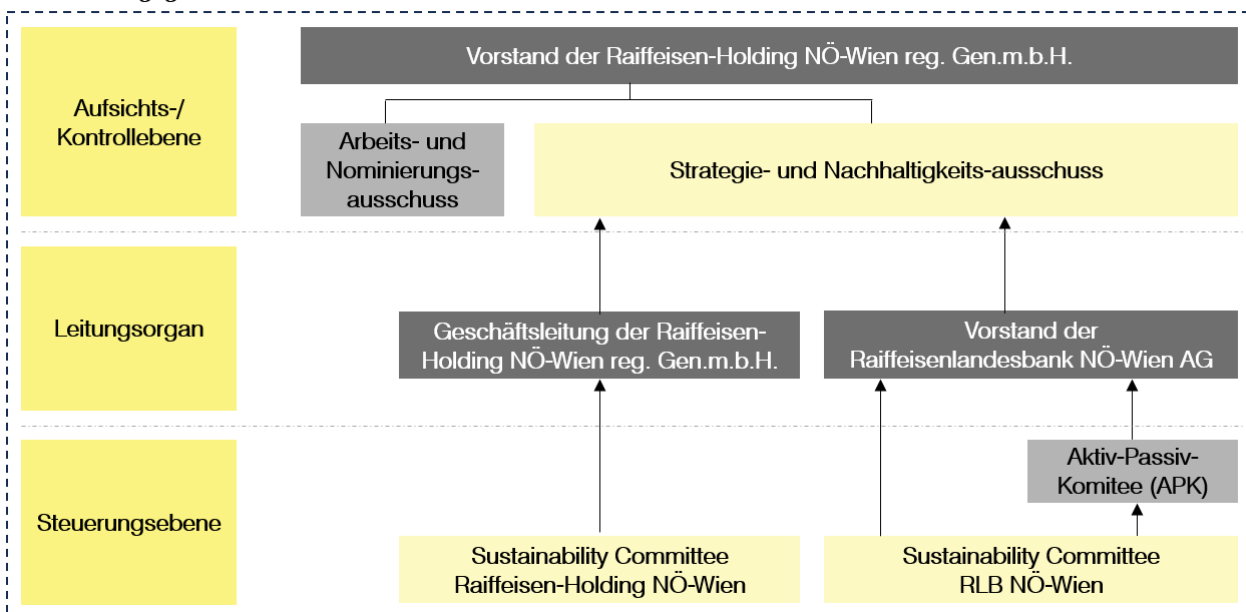 Aufsichts-/
Kontrollebene
Vorstand der Raiffeisen-Holding NÖ-Wien reg. Gen.m.b.H.
Arbeits- und
Nominierungs-
ausschuss
Strategie- und Nachhaltigkeits-ausschuss
Leitungsorgan
Geschäftsleitung der Raiffeisen-
Holding NÖ-Wien reg. Gen.m.b.H.
Vorstand der
Raiffeisenlandesbank NÖ-Wien AG
Steuerungsebene
Aktiv-Passiv-
Komitee (APK)
Sustainability Committee
Raiffeisen-Holding NÖ-Wien
Sustainability Committee
RLB NÖ-Wien